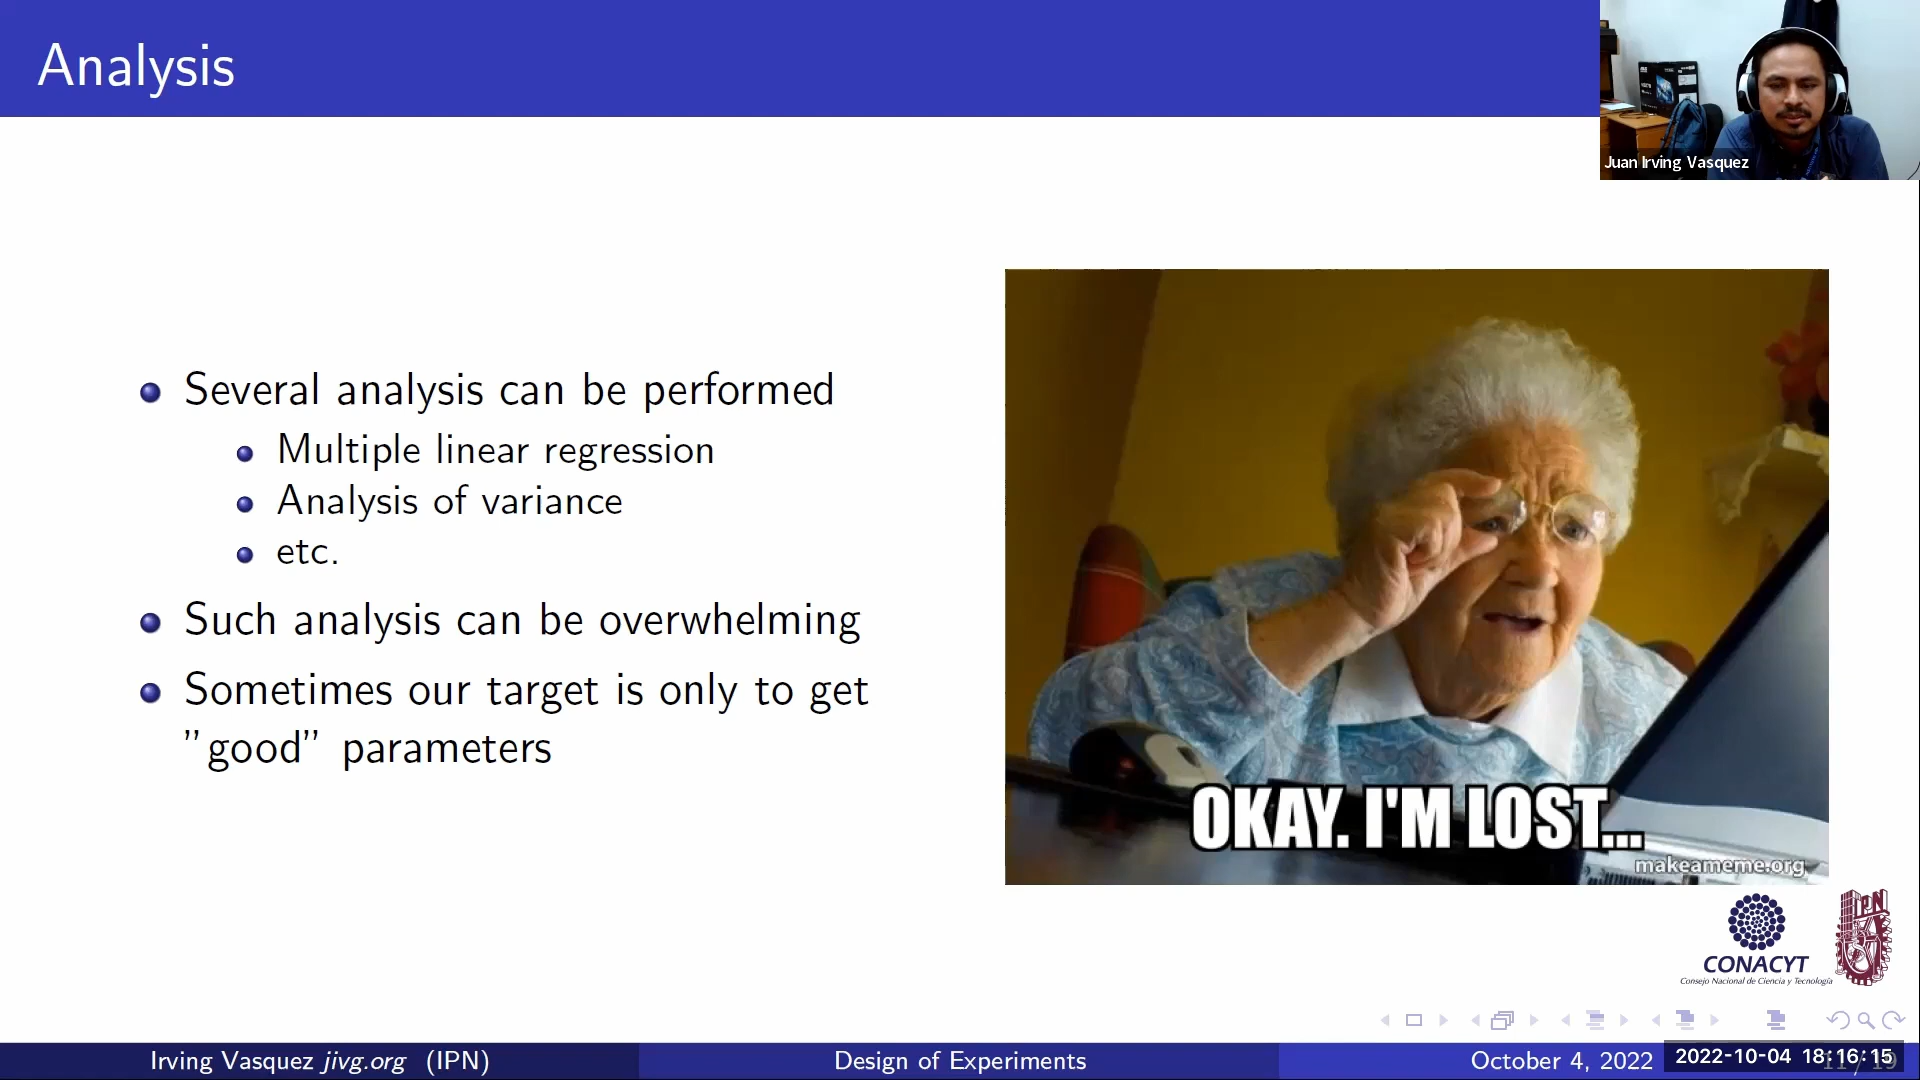 Analysis
Juan Irving Vasquez
Several analysis can be performed
Multiple linear regression
Analysis of variance
etc.
Such analysis can be overwhelming
Sometimes our target is only to get
”good” parameters
OKAY. I'M LOST...
makeameme.org
CONACYT
Consejo Nacional de Ciencia y Tecnología
IPN
Irving Vasquez jivg.org (IPN)
Design of Experiments
October 4, 2022
2022-10-04 18:16:15